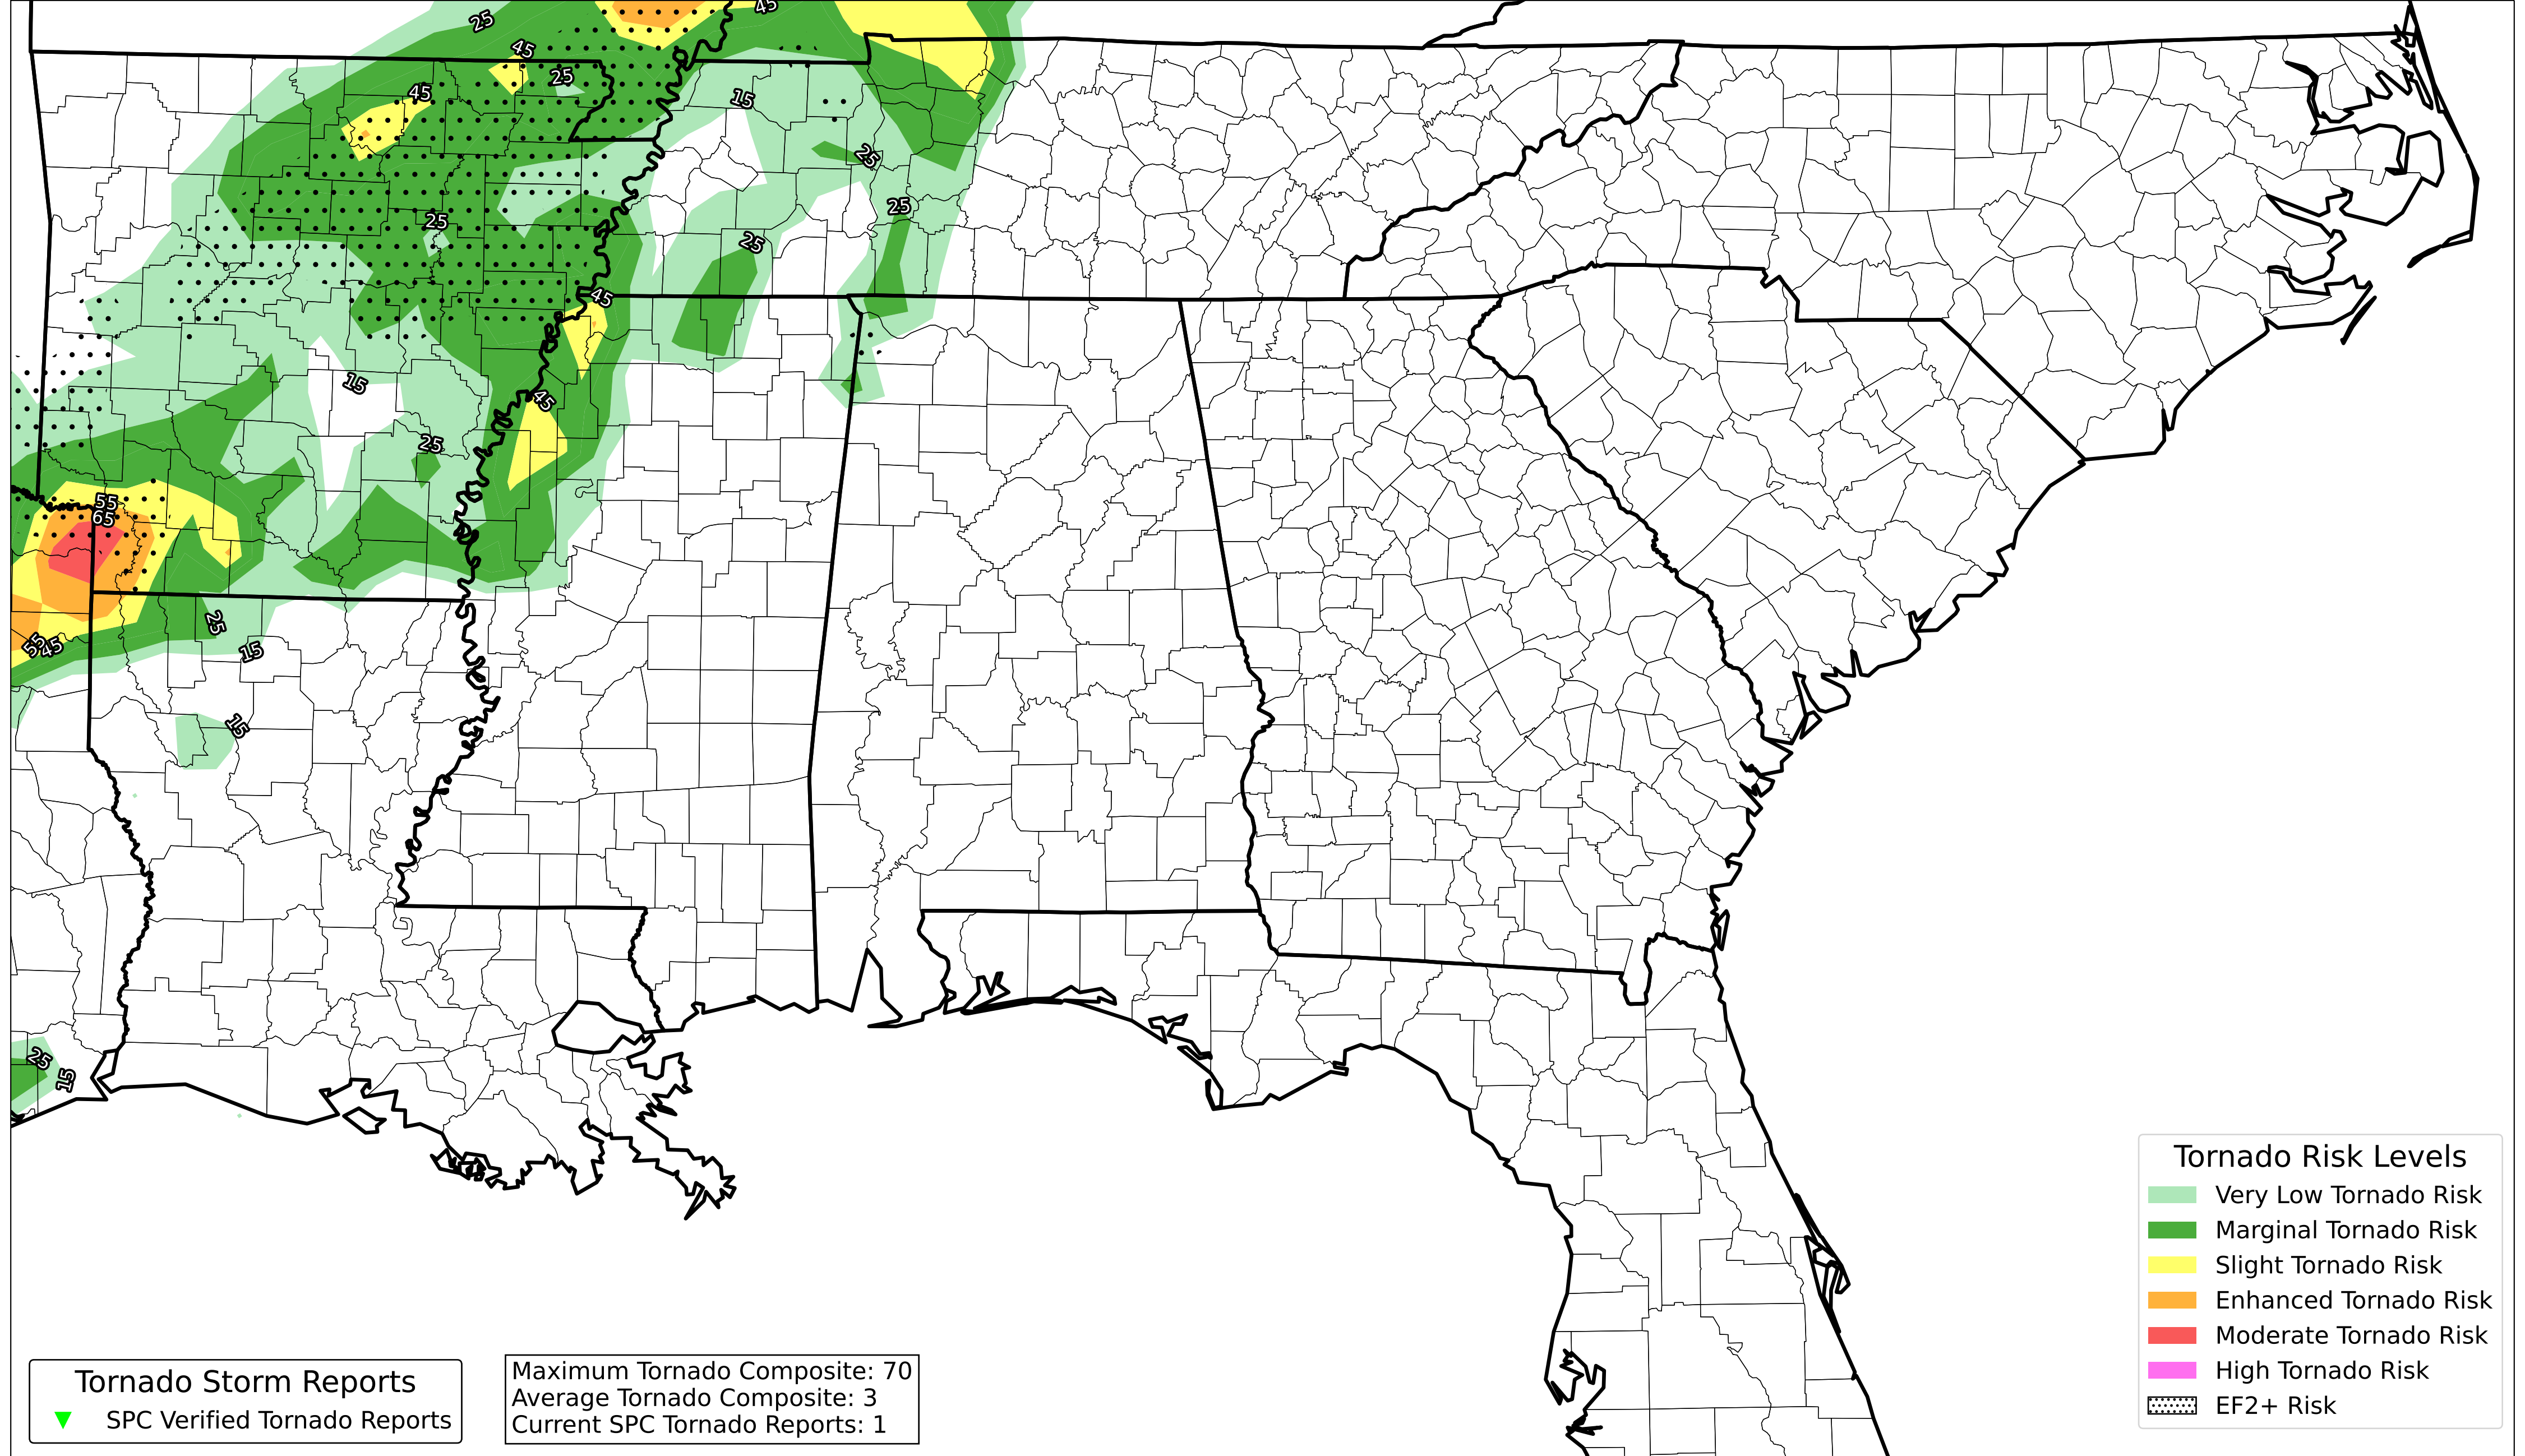 25
45
45
45
25
15
25
25
25
45
15
45
25
55
65
25
15
55
45
15
25
15
Tornado Risk Levels
Very Low Tornado Risk
Marginal Tornado Risk
Slight Tornado Risk
Enhanced Tornado Risk
Moderate Tornado Risk
High Tornado Risk
EF2+ Risk
Tornado Storm Reports
SPC Verified Tornado Reports
Maximum Tornado Composite: 70
Average Tornado Composite: 3
Current SPC Tornado Reports: 1
25